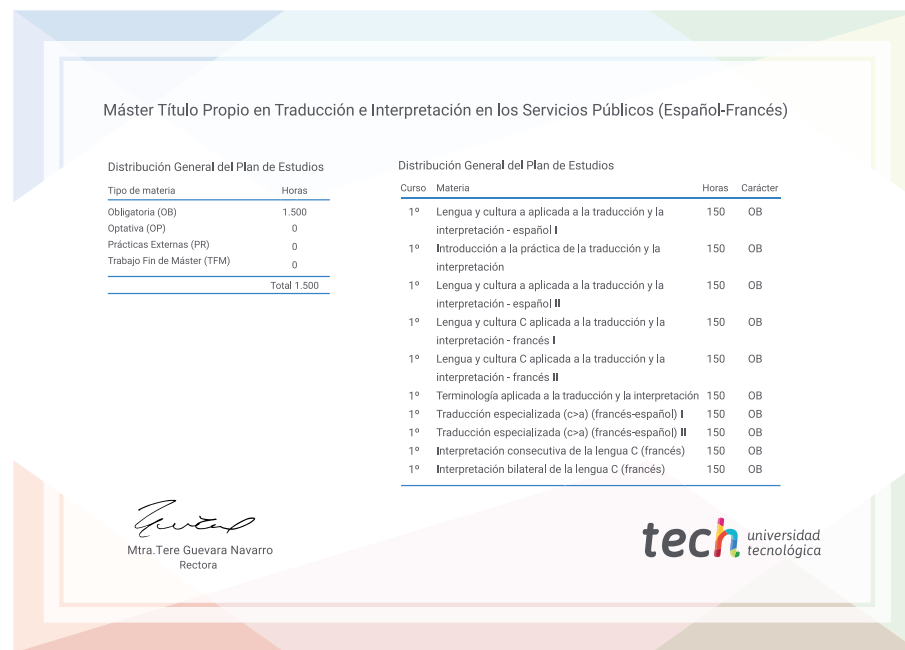 Máster Título Propio en Traducción e Interpretación en los Servicios Públicos (Español-Francés)
Distribución General del Plan de Estudios
Tipo de materia Horas
Obligatoria (OB) 1.500
Optativa (OP) 0
Prácticas Externas (PR) 0
Trabajo Fin de Máster (TFM) 0
Total 1.500
Distribución General del Plan de Estudios
Curso Materia Horas Carácter
1º Lengua y cultura a aplicada a la traducción y la 150 OB
interpretación - español I
1º Introducción a la práctica de la traducción y la 150 OB
interpretación
1º Lengua y cultura a aplicada a la traducción y la 150 OB
interpretación - español II
1º Lengua y cultura C aplicada a la traducción y la 150 OB
interpretación - francés I
1º Lengua y cultura C aplicada a la traducción y la 150 OB
interpretación - francés II
1º Terminología aplicada a la traducción y la interpretación 150 OB
1º Traducción especializada (c>a) (francés-español) I 150 OB
1º Traducción especializada (c>a) (francés-español) II 150 OB
1º Interpretación consecutiva de la lengua C (francés) 150 OB
1º Interpretación bilateral de la lengua C (francés) 150 OB
Mtra.Tere Guevara Navarro
Rectora
tech universidad
tecnológica